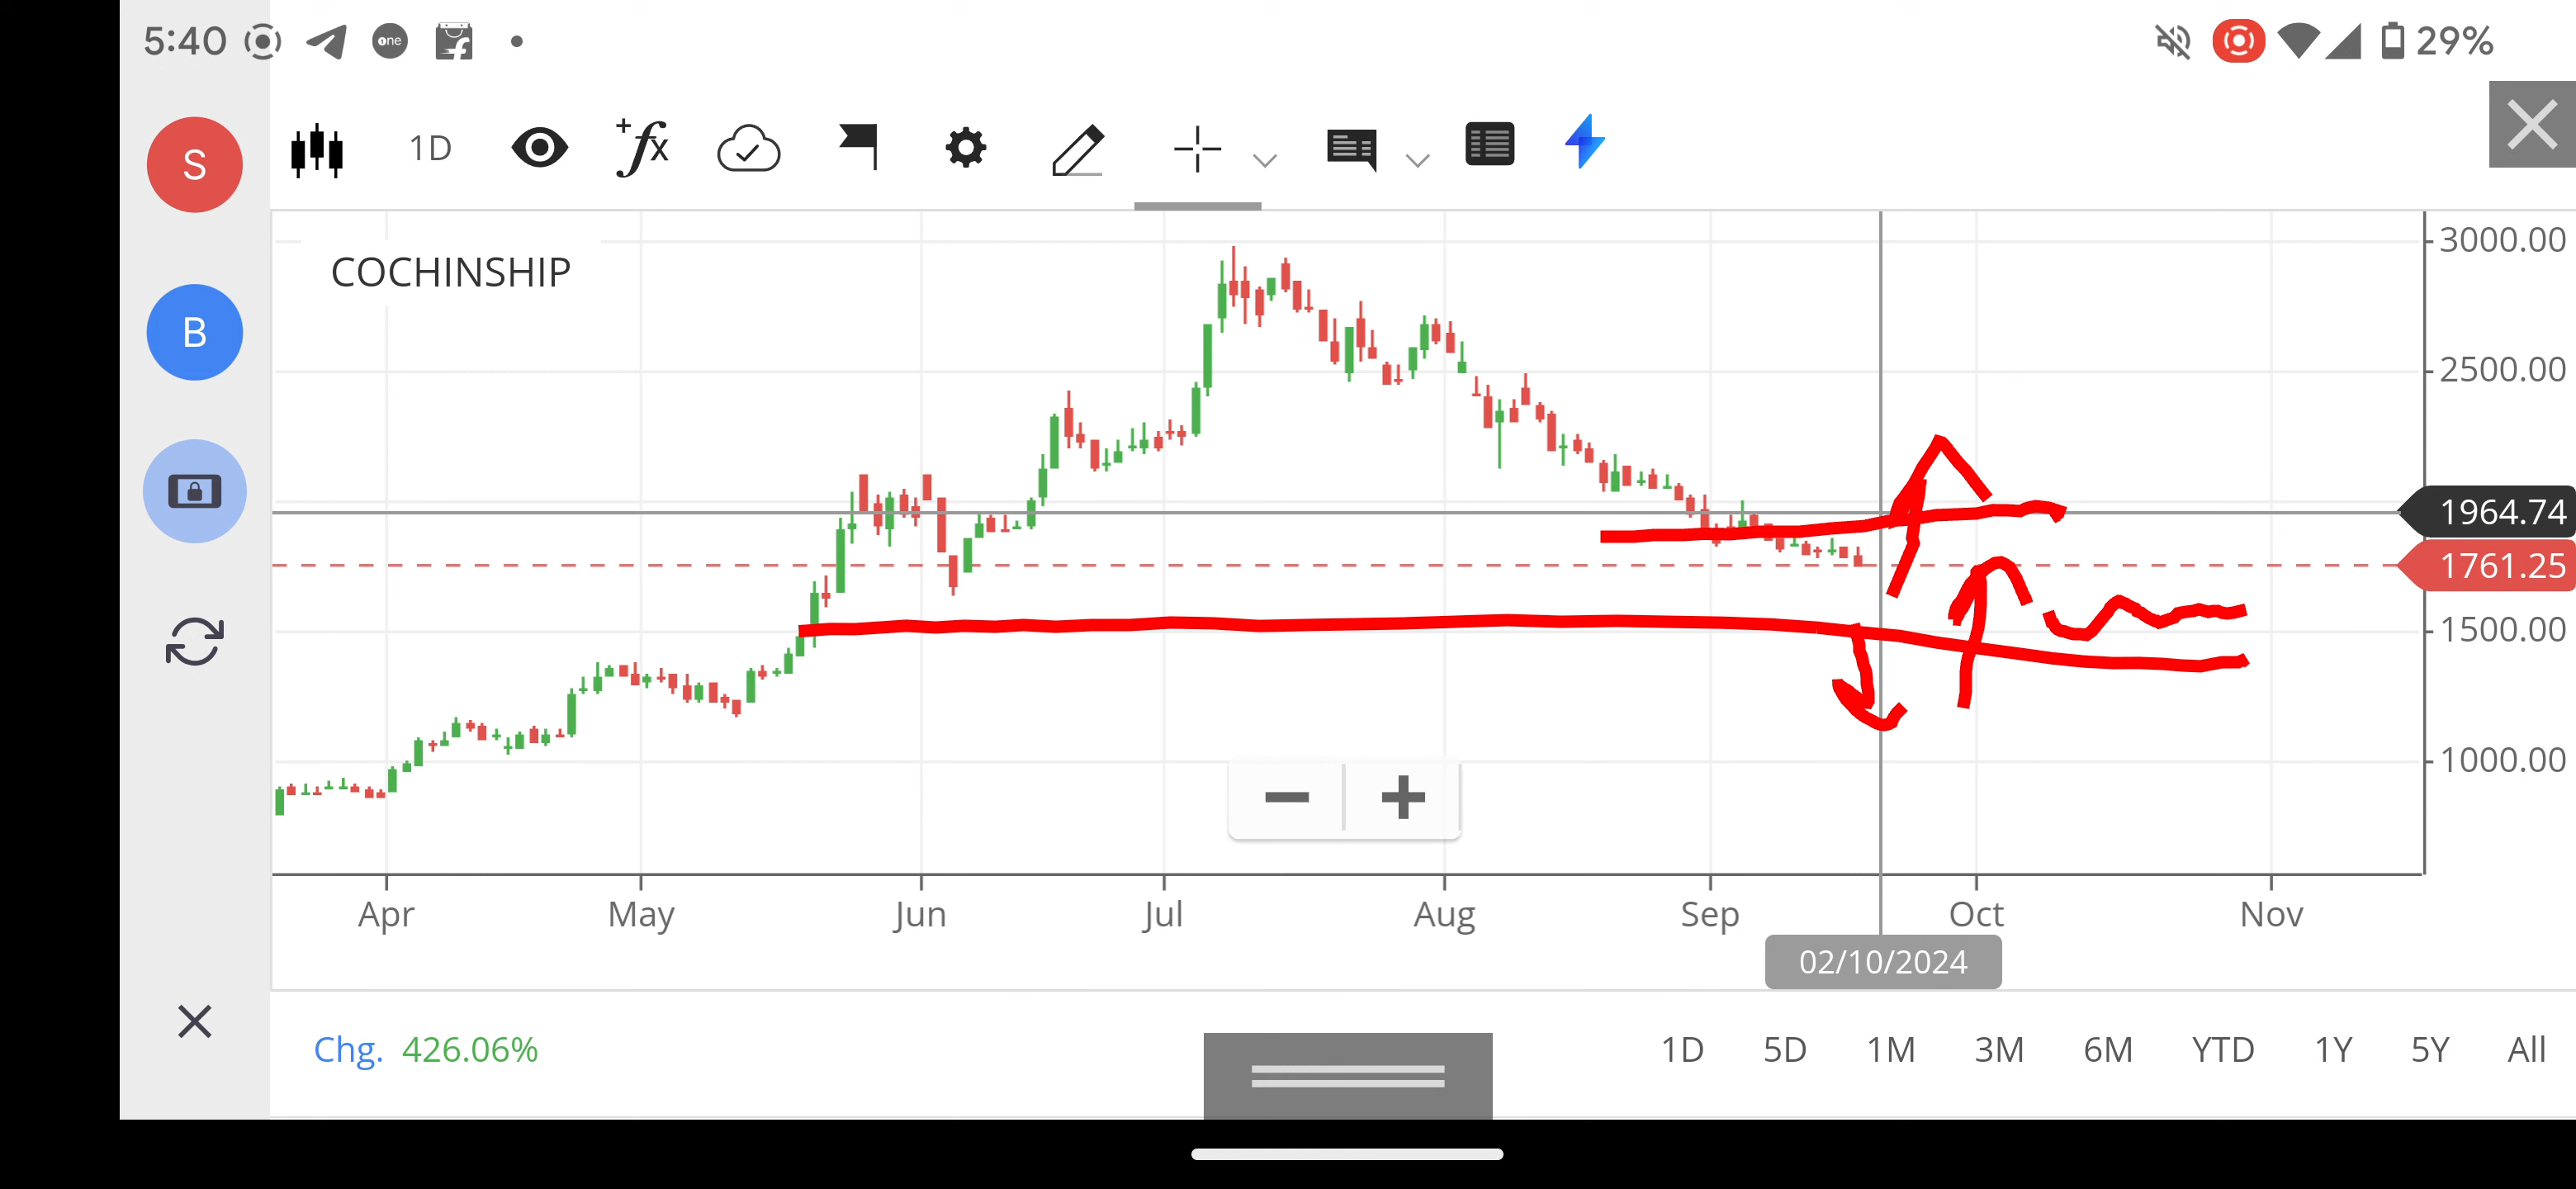 5:40 one 29%
S
B
1D
+fx
COCHINSHIP
3000.00
2500.00
1964.74
1761.25
1500.00
1000.00
Apr May Jun Jul Aug Sep Oct Nov
02/10/2024
Chg. 426.06% 1D 5D 1M 3M 6M YTD 1Y 5Y All